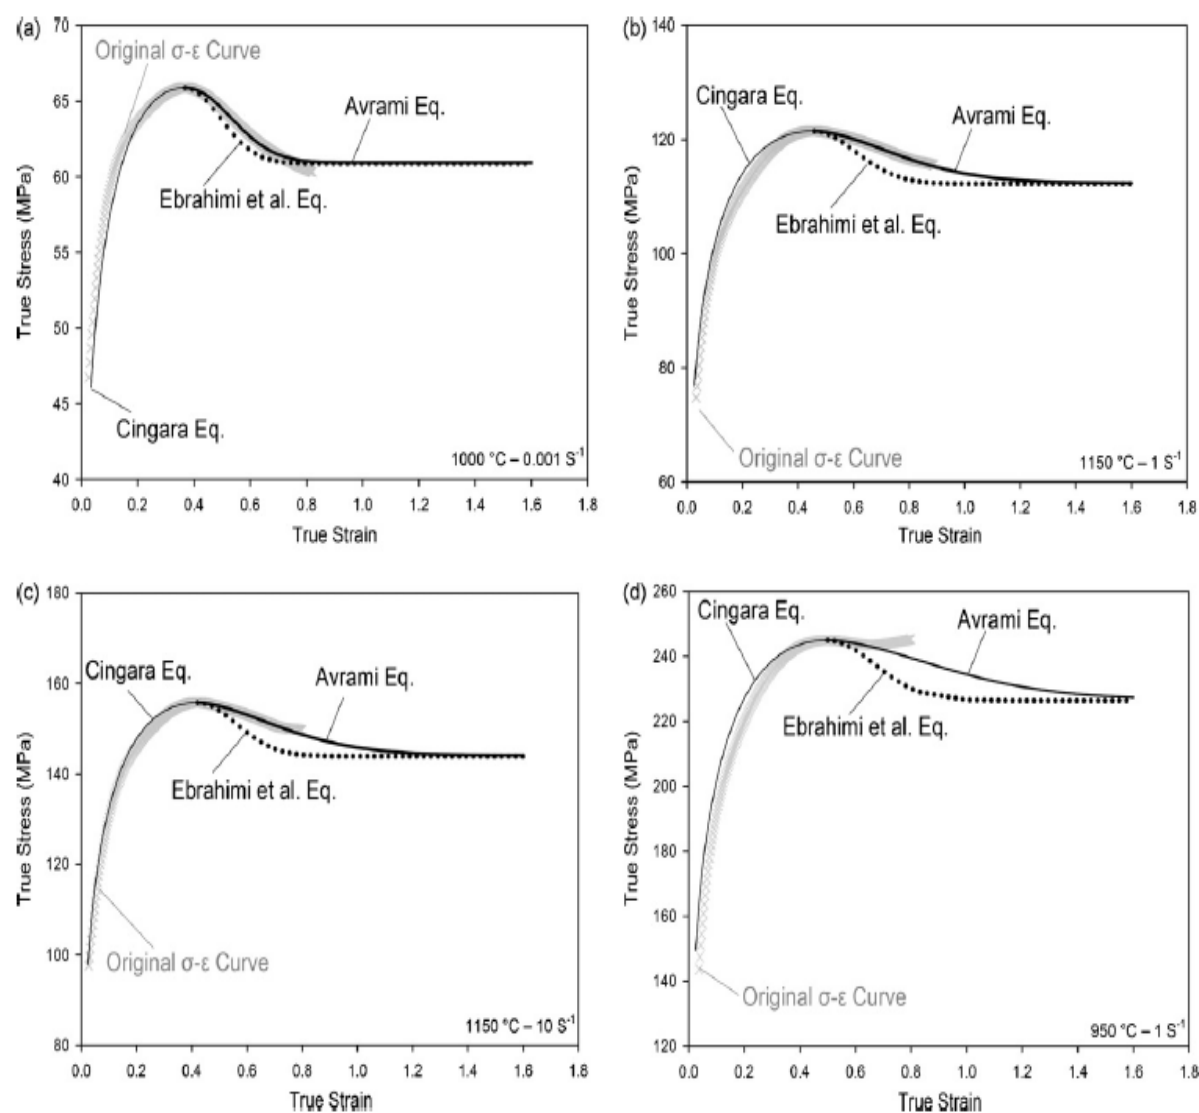 (a)
70
Original σ-ε Curve
65
Avrami Eq.
60
Ebrahimi et al. Eq.
55
50
45
Cingara Eq.
1000 °C – 0.001 S⁻¹
40
0.0 0.2 0.4 0.6 0.8 1.0 1.2 1.4 1.6 1.8
True Strain
True Stress (MPa)
(b)
140
Cingara Eq.
120
Avrami Eq.
Ebrahimi et al. Eq.
100
80
Original σ-ε Curve
1150 °C – 1 S⁻¹
60
0.0 0.2 0.4 0.6 0.8 1.0 1.2 1.4 1.6 1.8
True Strain
True Stress (MPa)
(c)
180
160
Cingara Eq.
Avrami Eq.
140
Ebrahimi et al. Eq.
120
100
Original σ-ε Curve
1150 °C – 10 S⁻¹
80
0.0 0.2 0.4 0.6 0.8 1.0 1.2 1.4 1.6 1.8
True Strain
True Stress (MPa)
(d)
260
Cingara Eq.
Avrami Eq.
240
220
Ebrahimi et al. Eq.
200
180
160
140
Original σ-ε Curve
950 °C – 1 S⁻¹
120
0.0 0.2 0.4 0.6 0.8 1.0 1.2 1.4 1.6 1.8
True Strain
True Stress (MPa)